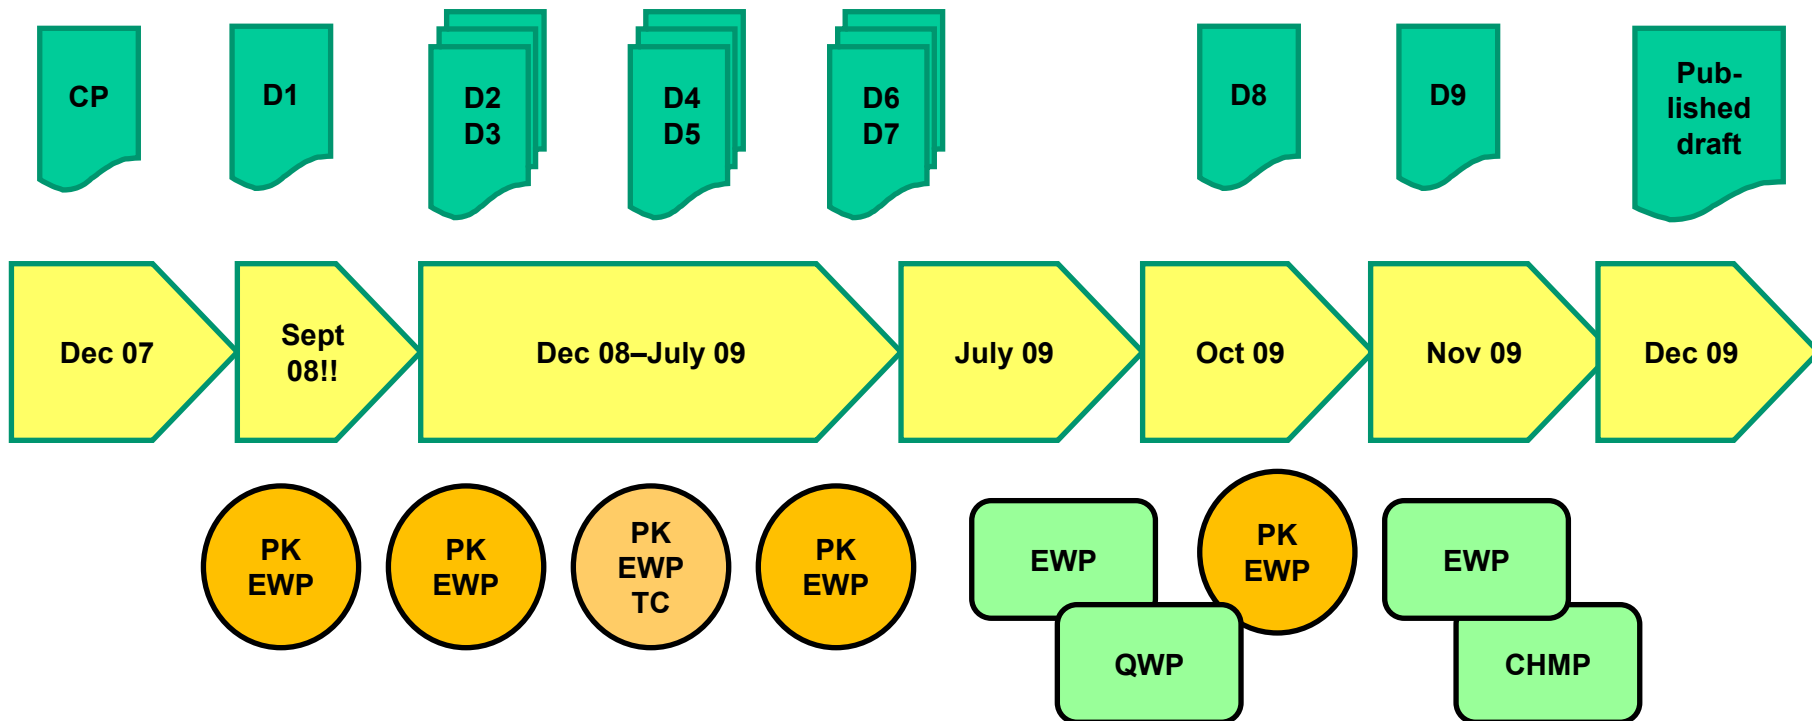 CP
D1
D2
D3
D4
D5
D6
D7
D8
D9
Pub-
lished
draft
Dec 07
Sept
08!!
Dec 08–July 09
July 09
Oct 09
Nov 09
Dec 09
PK
EWP
PK
EWP
PK
EWP
TC
PK
EWP
EWP
QWP
PK
EWP
EWP
CHMP